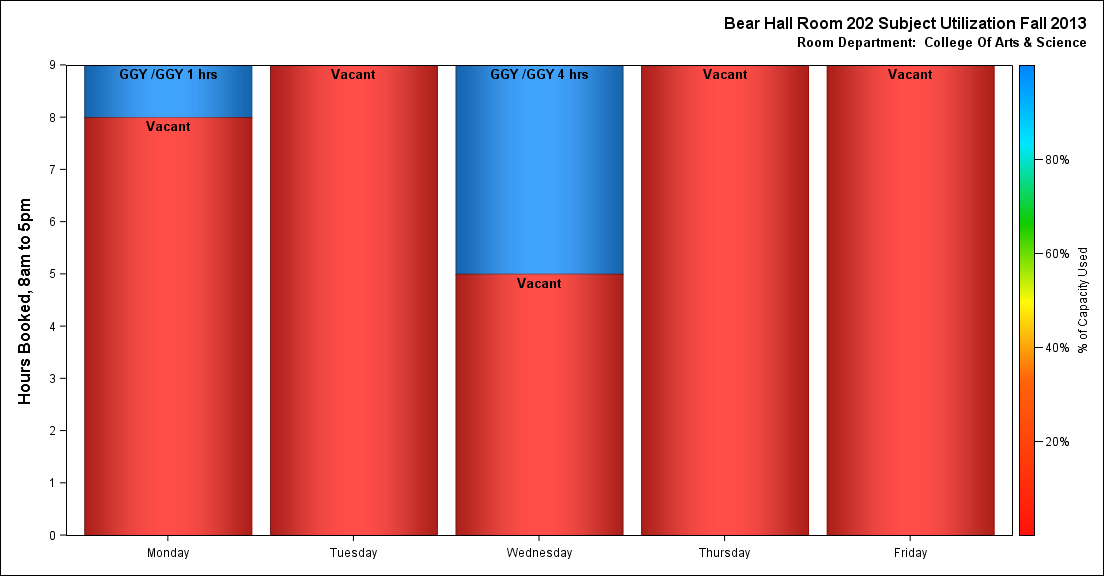 Bear Hall Room 202 Subject Utilization Fall 2013
Room Department:  College Of Arts & Science
Hours Booked, 8am to 5pm
9
8
7
6
5
4
3
2
1
0
GGY /GGY 1 hrs
Vacant
Vacant
GGY /GGY 4 hrs
Vacant
Vacant
Vacant
Monday
Tuesday
Wednesday
Thursday
Friday
80%
60%
40%
20%
% of Capacity Used